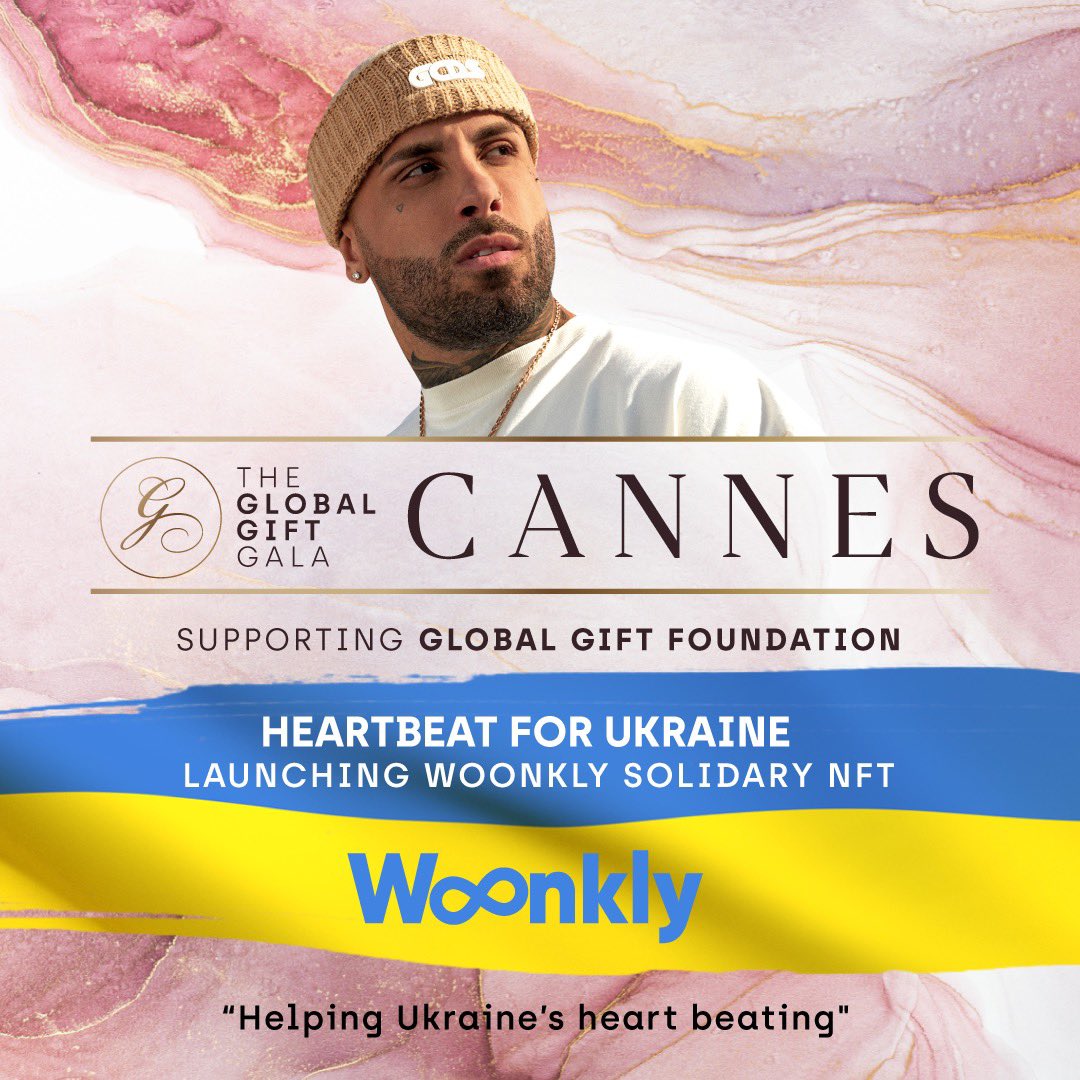 THE
GLOBAL
GIFT
GALA
CANNES
SUPPORTING GLOBAL GIFT FOUNDATION
HEARTBEAT FOR UKRAINE
LAUNCHING WOONKLY SOLIDARY NFT
Woonkly
“Helping Ukraine’s heart beating"